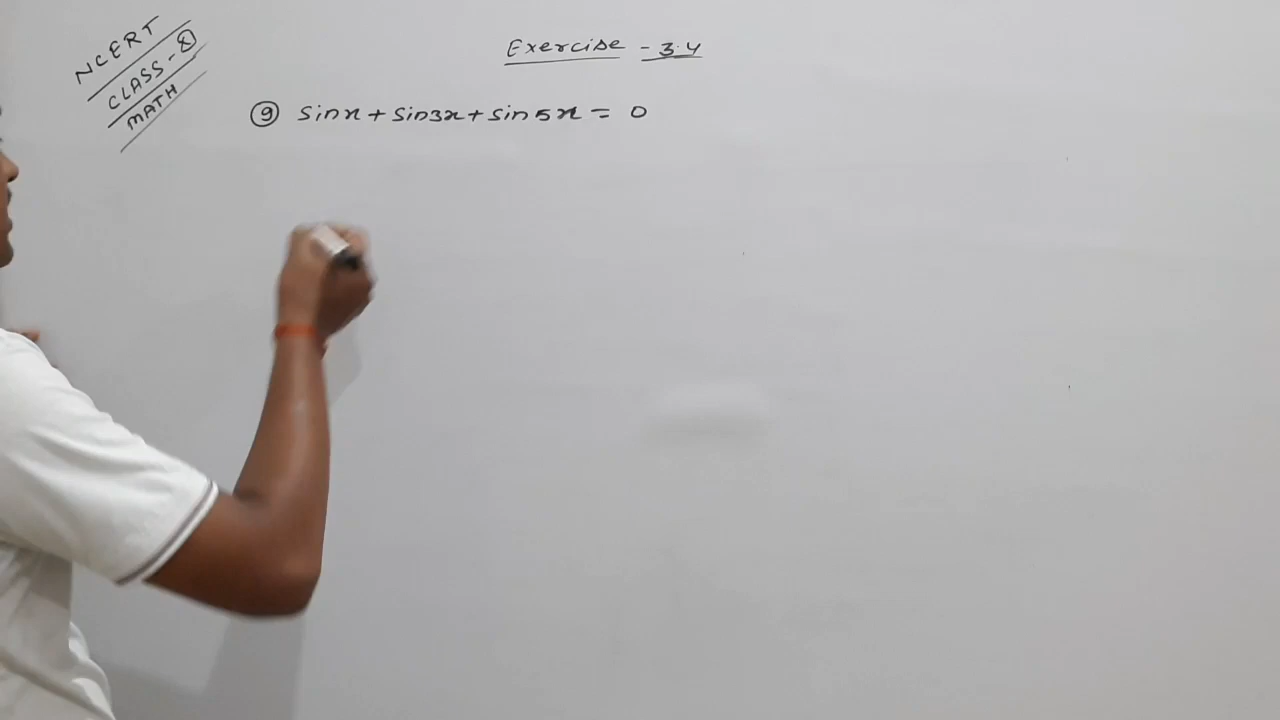 NCERT
CLASS - 8
MATH
Exercise - 3.4
⑨ sinx + sin3x + sin5x = 0